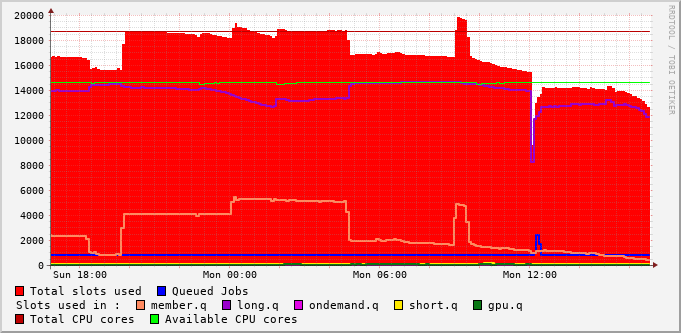 RRDTOOL / TOBI OETIKER
20000
18000
16000
14000
12000
10000
8000
6000
4000
2000
0
Sun 18:00 Mon 00:00 Mon 06:00 Mon 12:00
Total slots used Queued Jobs
Slots used in : member.q long.q ondemand.q short.q gpu.q
Total CPU cores Available CPU cores